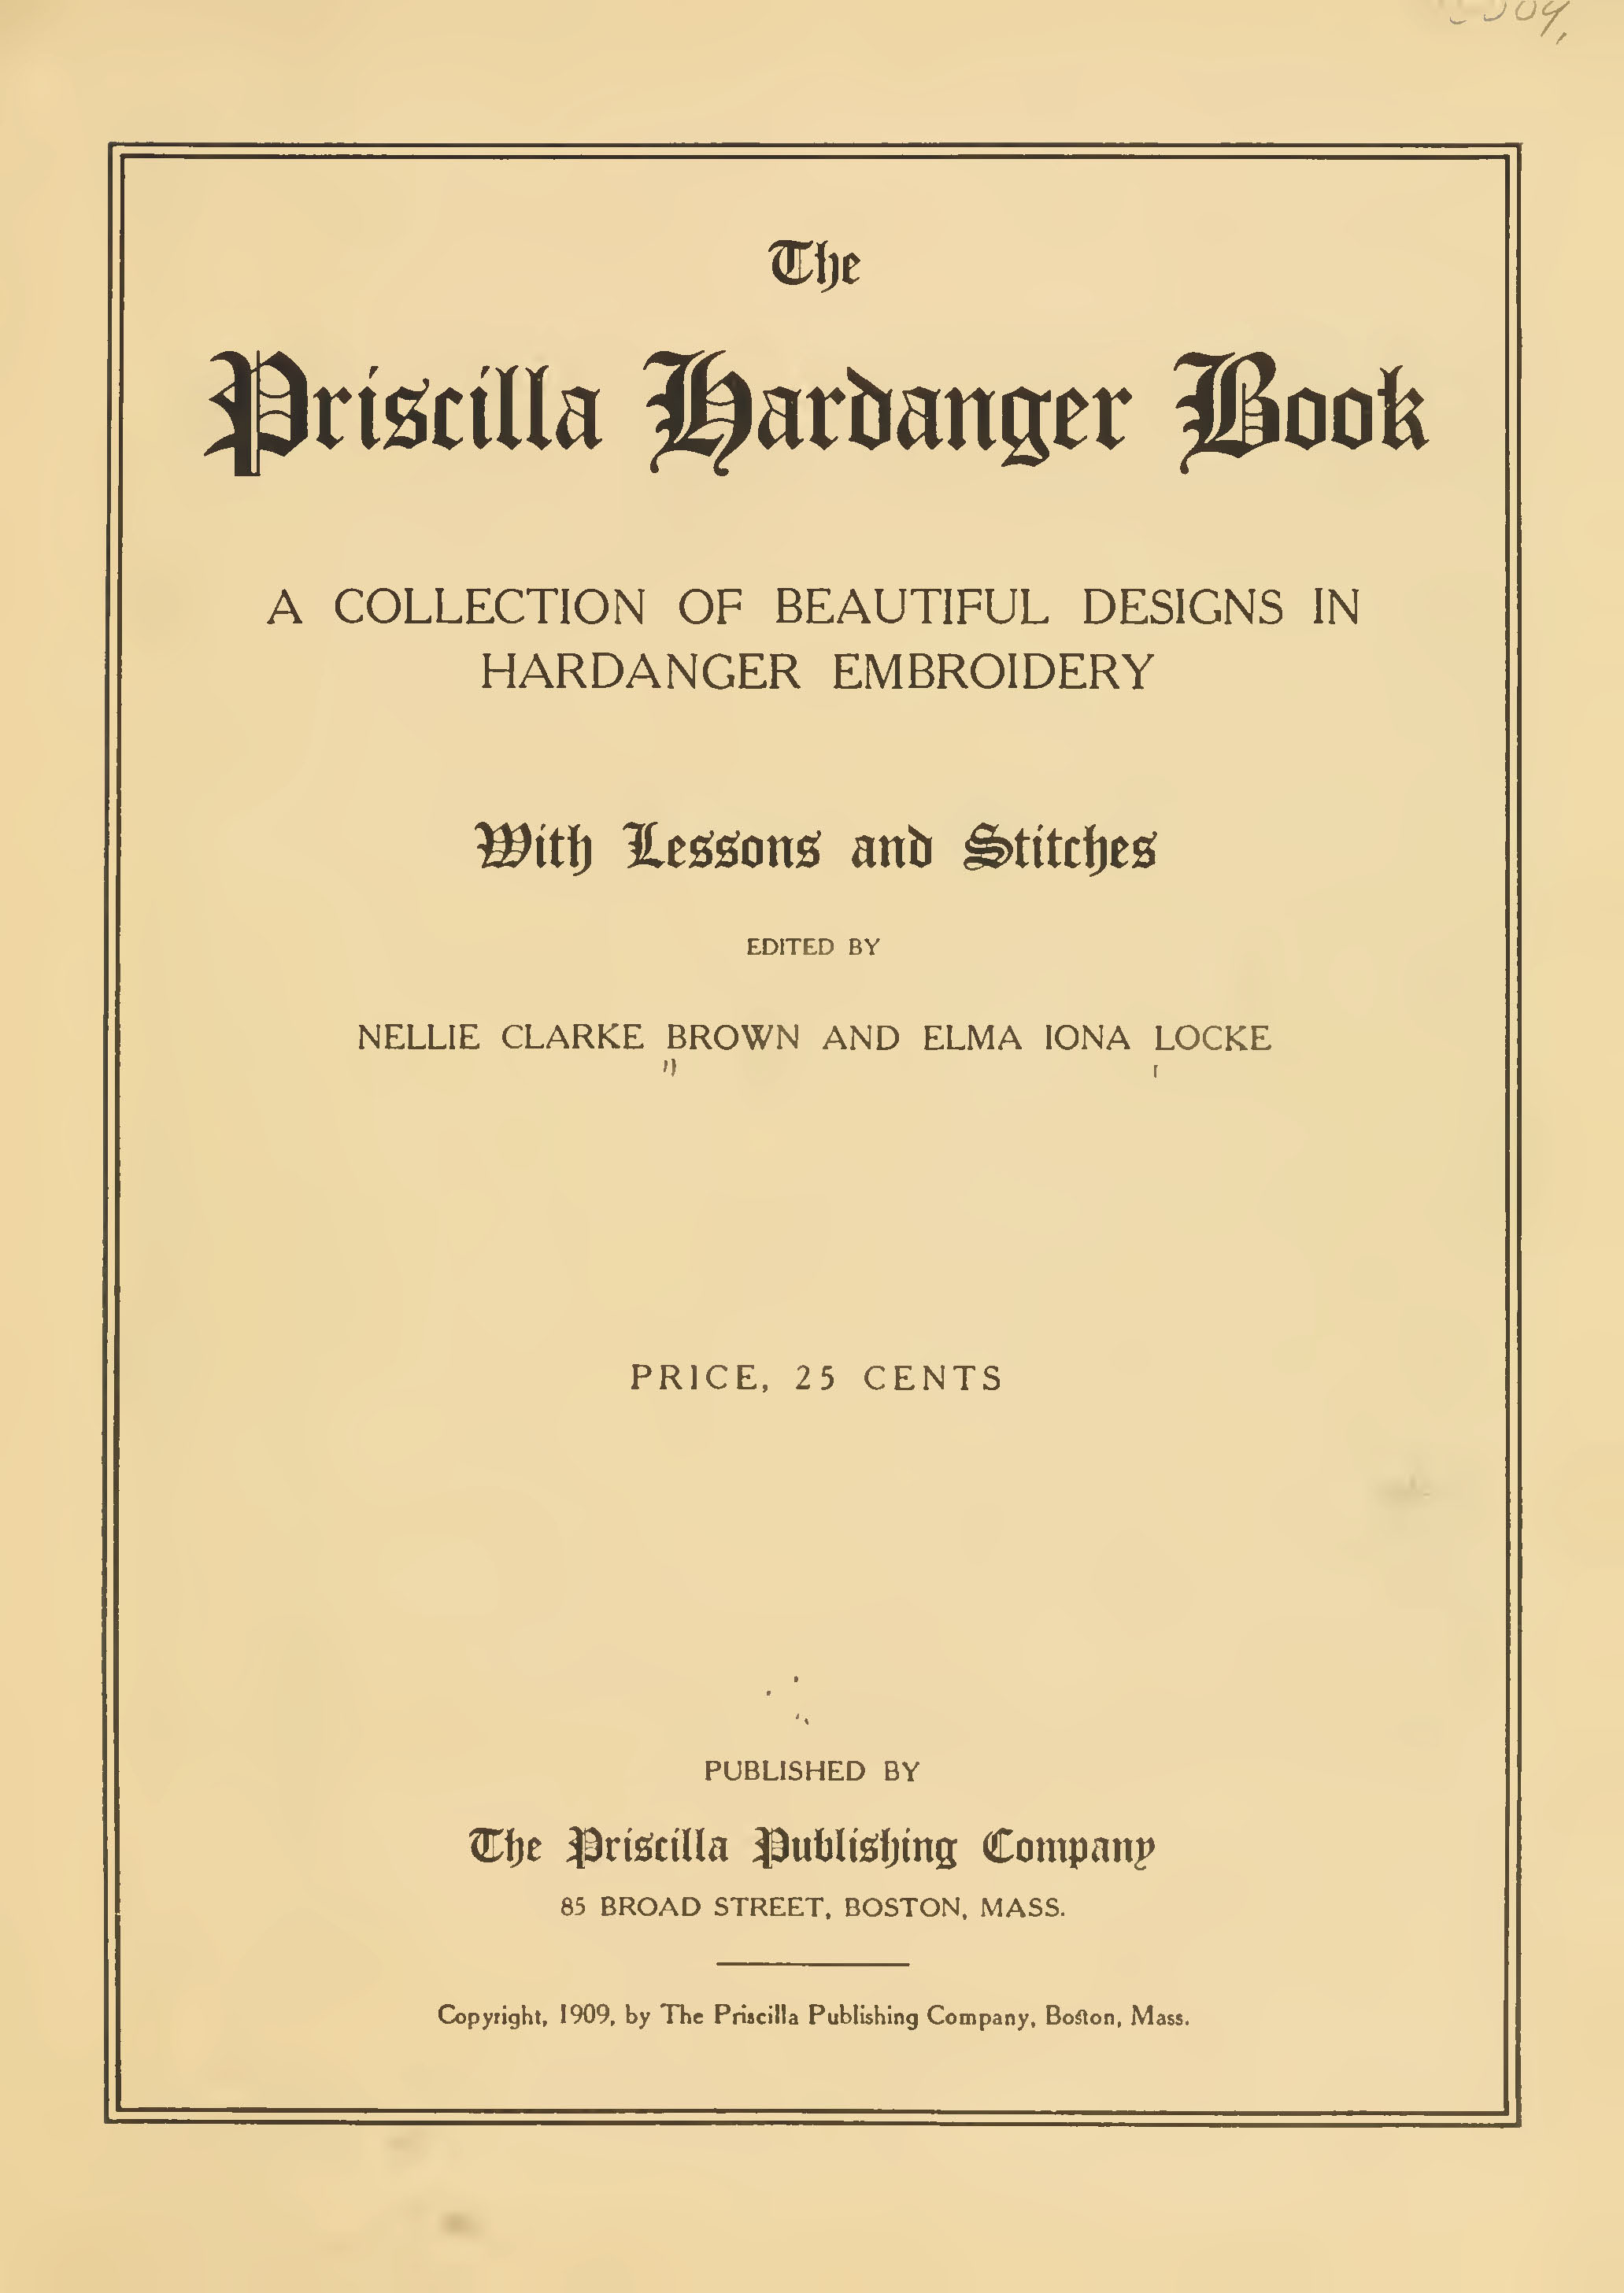 The
Priscilla Hardanger Book
A COLLECTION OF BEAUTIFUL DESIGNS IN
HARDANGER EMBROIDERY
With Lessons and Stitches
EDITED BY
NELLIE CLARKE BROWN AND ELMA IONA LOCKE
PRICE, 25 CENTS
PUBLISHED BY
The Priscilla Publishing Company
85 BROAD STREET, BOSTON, MASS.
Copyright, 1909, by The Priscilla Publishing Company, Boston, Mass.